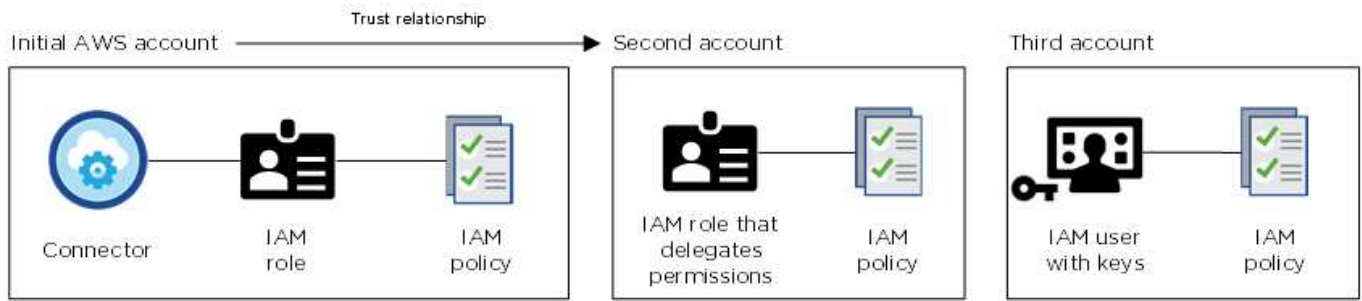 Trust relationship
Initial AWS account
Second account
Third account
Connector
IAM
role
IAM
policy
IAM role that
delegates
permissions
IAM
policy
IAM user
with keys
IAM
policy